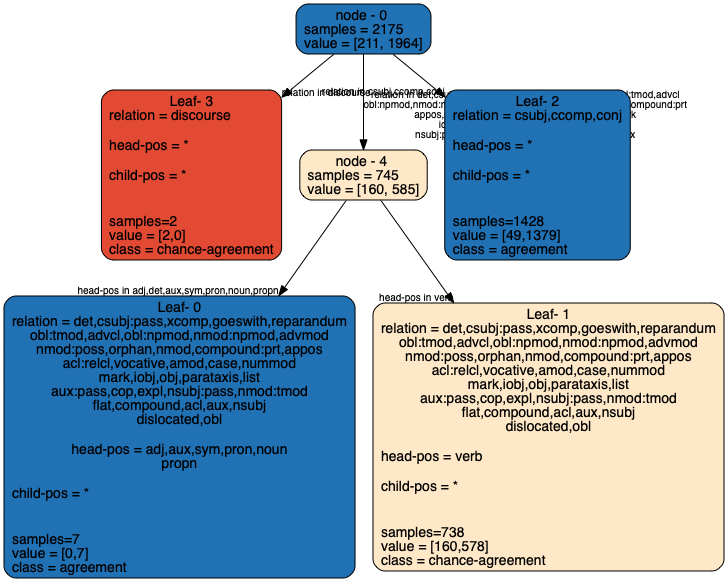 node - 0
samples = 2175
value = [211, 1964]
relation in discourse
relation in csubj,ccomp,conj
relation in det,cs
tmod,advcl
obl:npmod,nmod:n
compound:prt
appos,
k
nsubj:p
x
Leaf- 3
relation = discourse
head-pos = *
child-pos = *
samples=2
value = [2,0]
class = chance-agreement
node - 4
samples = 745
value = [160, 585]
Leaf- 2
relation = csubj,ccomp,conj
head-pos = *
child-pos = *
samples=1428
value = [49,1379]
class = agreement
head-pos in adj,det,aux,sym,pron,noun,propn
head-pos in verb
Leaf- 0
relation = det,csubj:pass,xcomp,goeswith,reparandum
obl:tmod,advcl,obl:npmod,nmod:npmod,advmod
nmod:poss,orphan,nmod,compound:prt,appos
acl:relcl,vocative,amod,case,nummod
mark,iobj,obj,parataxis,list
aux:pass,cop,expl,nsubj:pass,nmod:tmod
flat,compound,acl,aux,nsubj
dislocated,obl
head-pos = adj,aux,sym,pron,noun
propn
child-pos = *
samples=7
value = [0,7]
class = agreement
Leaf- 1
relation = det,csubj:pass,xcomp,goeswith,reparandum
obl:tmod,advcl,obl:npmod,nmod:npmod,advmod
nmod:poss,orphan,nmod,compound:prt,appos
acl:relcl,vocative,amod,case,nummod
mark,iobj,obj,parataxis,list
aux:pass,cop,expl,nsubj:pass,nmod:tmod
flat,compound,acl,aux,nsubj
dislocated,obl
head-pos = verb
child-pos = *
samples=738
value = [160,578]
class = chance-agreement